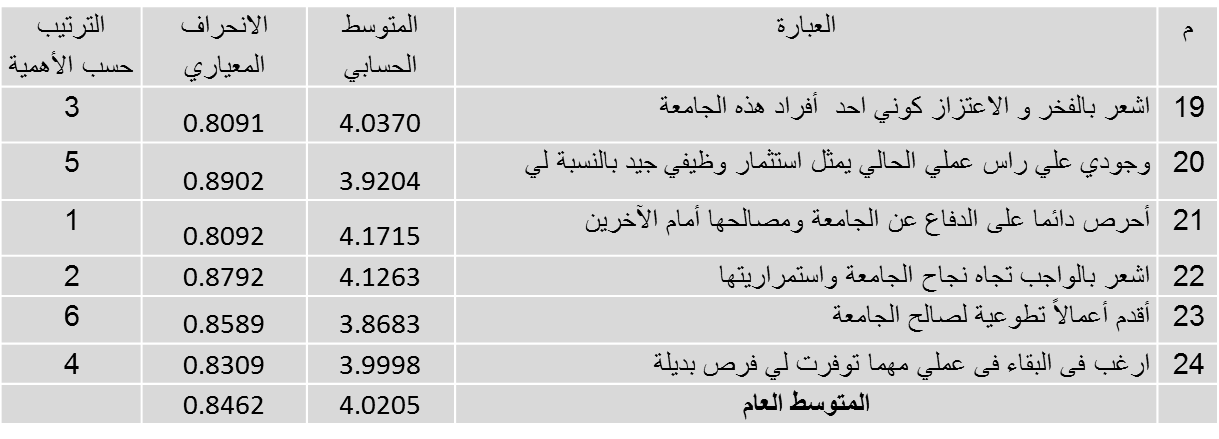 م العبارة المتوسط الحسابي الانحراف المعياري الترتيب حسب الأهمية
19 اشعر بالفخر و الاعتزاز كوني احد أفراد هذه الجامعة 4.0370 0.8091 3
20 وجودي علي راس عملي الحالي يمثل استثمار وظيفي جيد بالنسبة لي 3.9204 0.8902 5
21 أحرص دائما على الدفاع عن الجامعة ومصالحها أمام الآخرين 4.1715 0.8092 1
22 اشعر بالواجب تجاه نجاح الجامعة واستمراريتها 4.1263 0.8792 2
23 أقدم أعمالاً تطوعية لصالح الجامعة 3.8683 0.8589 6
24 ارغب فى البقاء فى عملي مهما توفرت لي فرص بديلة 3.9998 0.8309 4
المتوسط العام 4.0205 0.8462